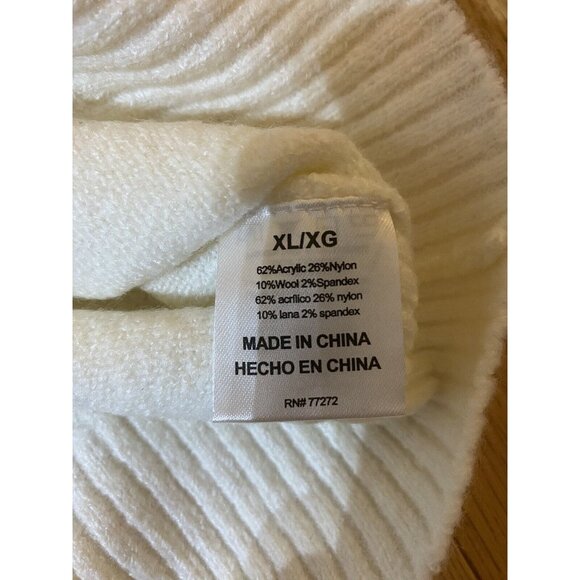 XL/XG
62%Acrylic 26%Nylon
10%Wool 2%Spandex
62% acrílico 26% nylon
10% lana 2% spandex
MADE IN CHINA
HECHO EN CHINA
RN# 77272